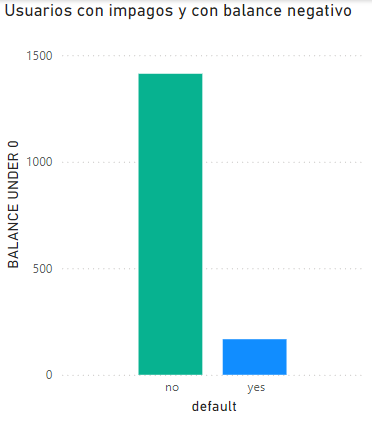 Usuarios con impagos y con balance negativo
1500
1000
500
0
BALANCE UNDER 0
no
yes
default